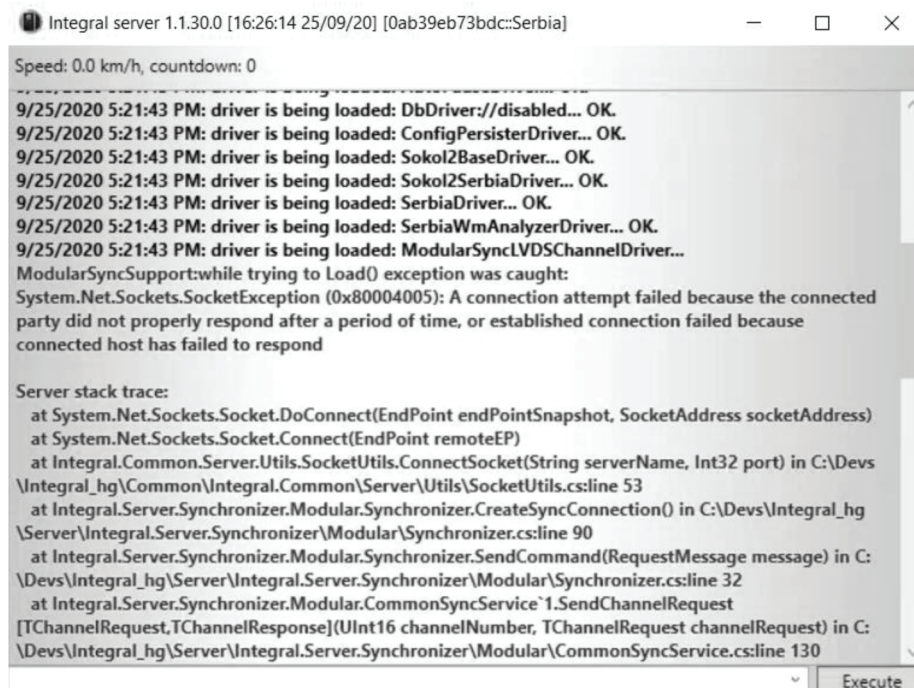 Integral server 1.1.30.0 [16:26:14 25/09/20] [0ab39eb73bdc::Serbia]
Speed: 0.0 km/h, countdown: 0
9/25/2020 5:21:43 PM: driver is being loaded: DbDriver://disabled... OK.
9/25/2020 5:21:43 PM: driver is being loaded: ConfigPersisterDriver... OK.
9/25/2020 5:21:43 PM: driver is being loaded: Sokol2BaseDriver... OK.
9/25/2020 5:21:43 PM: driver is being loaded: Sokol2SerbiaDriver... OK.
9/25/2020 5:21:43 PM: driver is being loaded: SerbiaDriver... OK.
9/25/2020 5:21:43 PM: driver is being loaded: SerbiaWmAnalyzerDriver... OK.
9/25/2020 5:21:43 PM: driver is being loaded: ModularSyncLVDSChannelDriver...
ModularSyncSupport:while trying to Load() exception was caught:
System.Net.Sockets.SocketException (0x80004005): A connection attempt failed because the connected
party did not properly respond after a period of time, or established connection failed because
connected host has failed to respond
Server stack trace:
at System.Net.Sockets.Socket.DoConnect(EndPoint endPointSnapshot, SocketAddress socketAddress)
at System.Net.Sockets.Socket.Connect(EndPoint remoteEP)
at Integral.Common.Server.Utils.SocketUtils.ConnectSocket(String serverName, Int32 port) in C:\Devs
\Integral_hg\Common\Integral.Common\Server\Utils\SocketUtils.cs:line 53
at Integral.Server.Synchronizer.Modular.Synchronizer.CreateSyncConnection() in C:\Devs\Integral_hg
\Server\Integral.Server.Synchronizer\Modular\Synchronizer.cs:line 90
at Integral.Server.Synchronizer.Modular.Synchronizer.SendCommand(RequestMessage message) in C:
\Devs\Integral_hg\Server\Integral.Server.Synchronizer\Modular\Synchronizer.cs:line 32
at Integral.Server.Synchronizer.Modular.CommonSyncService`1.SendChannelRequest
[TChannelRequest,TChannelResponse](UInt16 channelNumber, TChannelRequest channelRequest) in C:
\Devs\Integral_hg\Server\Integral.Server.Synchronizer\Modular\CommonSyncService.cs:line 130
Execute